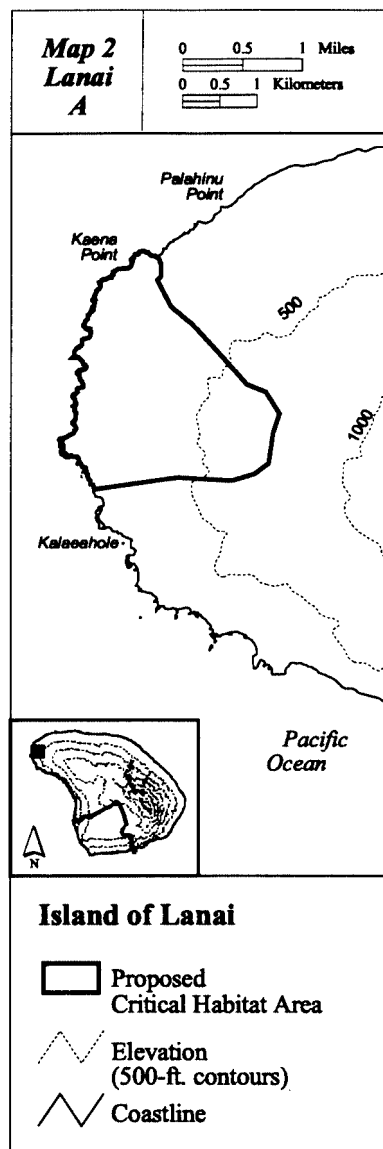 Map 2
Lanai
A
0 0.5 1 Miles
0 0.5 1 Kilometers
Palahinu
Point
Kaena
Point
500
1000
Kalaeahole
Pacific
Ocean
N
Island of Lanai
Proposed
Critical Habitat Area
Elevation
(500-ft. contours)
Coastline